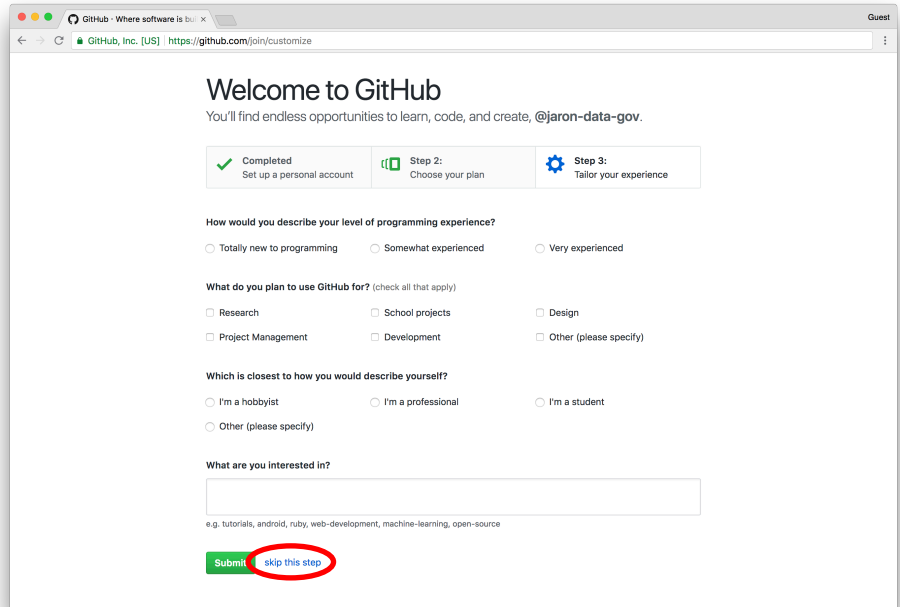 GitHub - Where software is bui
Guest
GitHub, Inc. [US] https://github.com/join/customize
Welcome to GitHub
You'll find endless opportunities to learn, code, and create, @jaron-data-gov.
Completed
Set up a personal account
Step 2:
Choose your plan
Step 3:
Tailor your experience
How would you describe your level of programming experience?
Totally new to programming Somewhat experienced Very experienced
What do you plan to use GitHub for? (check all that apply)
Research School projects Design
Project Management Development Other (please specify)
Which is closest to how you would describe yourself?
I'm a hobbyist I'm a professional I'm a student
Other (please specify)
What are you interested in?
e.g. tutorials, android, ruby, web-development, machine-learning, open-source
Submit skip this step